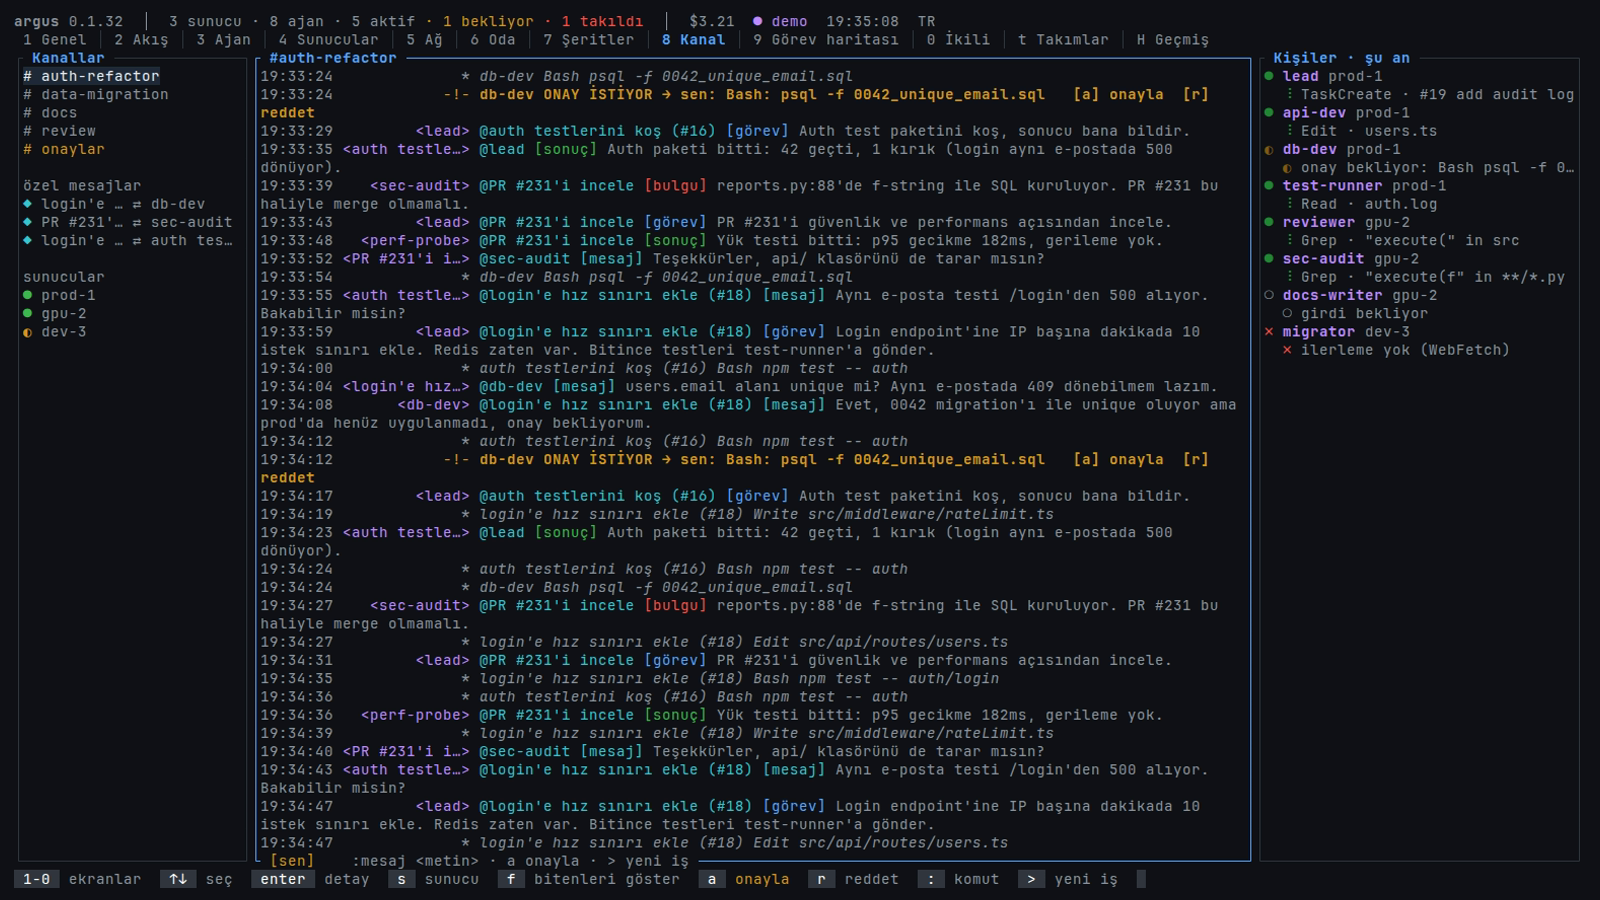 argus 0.1.32 │ 3 sunucu · 8 ajan · 5 aktif · 1 bekliyor · 1 takıldı │ $3.21 ● demo 19:35:08 TR
1 Genel │ 2 Akış │ 3 Ajan │ 4 Sunucular │ 5 Ağ │ 6 Oda │ 7 Şeritler │ 8 Kanal │ 9 Görev haritası │ 0 İkili │ t Takımlar │ H Geçmiş
Kanallar
# auth-refactor
# data-migration
# docs
# review
# onaylar
özel mesajlar
◆ login'e … ⇄ db-dev
◆ PR #231'… ⇄ sec-audit
◆ login'e … ⇄ auth tes…
sunucular
● prod-1
● gpu-2
◐ dev-3
#auth-refactor
19:33:24 * db-dev Bash psql -f 0042_unique_email.sql
19:33:24 -!- db-dev ONAY İSTİYOR → sen: Bash: psql -f 0042_unique_email.sql [a] onayla [r]
reddet
19:33:29 <lead> @auth testlerini koş (#16) [görev] Auth test paketini koş, sonucu bana bildir.
19:33:35 <auth testle…> @lead [sonuç] Auth paketi bitti: 42 geçti, 1 kırık (login aynı e-postada 500
dönüyor).
19:33:39 <sec-audit> @PR #231'i incele [bulgu] reports.py:88'de f-string ile SQL kuruluyor. PR #231 bu
haliyle merge olmamalı.
19:33:43 <lead> @PR #231'i incele [görev] PR #231'i güvenlik ve performans açısından incele.
19:33:48 <perf-probe> @PR #231'i incele [sonuç] Yük testi bitti: p95 gecikme 182ms, gerileme yok.
19:33:52 <PR #231'i i…> @sec-audit [mesaj] Teşekkürler, api/ klasörünü de tarar mısın?
19:33:54 * db-dev Bash psql -f 0042_unique_email.sql
19:33:55 <auth testle…> @login'e hız sınırı ekle (#18) [mesaj] Aynı e-posta testi /login'den 500 alıyor.
Bakabilir misin?
19:33:59 <lead> @login'e hız sınırı ekle (#18) [görev] Login endpoint'ine IP başına dakikada 10
istek sınırı ekle. Redis zaten var. Bitince testleri test-runner'a gönder.
19:34:00 * auth testlerini koş (#16) Bash npm test -- auth
19:34:04 <login'e hız…> @db-dev [mesaj] users.email alanı unique mi? Aynı e-postada 409 dönebilmem lazım.
19:34:08 <db-dev> @login'e hız sınırı ekle (#18) [mesaj] Evet, 0042 migration'ı ile unique oluyor ama
prod'da henüz uygulanmadı, onay bekliyorum.
19:34:12 * auth testlerini koş (#16) Bash npm test -- auth
19:34:12 -!- db-dev ONAY İSTİYOR → sen: Bash: psql -f 0042_unique_email.sql [a] onayla [r]
reddet
19:34:17 <lead> @auth testlerini koş (#16) [görev] Auth test paketini koş, sonucu bana bildir.
19:34:19 * login'e hız sınırı ekle (#18) Write src/middleware/rateLimit.ts
19:34:23 <auth testle…> @lead [sonuç] Auth paketi bitti: 42 geçti, 1 kırık (login aynı e-postada 500
dönüyor).
19:34:24 * auth testlerini koş (#16) Bash npm test -- auth
19:34:24 * db-dev Bash psql -f 0042_unique_email.sql
19:34:27 <sec-audit> @PR #231'i incele [bulgu] reports.py:88'de f-string ile SQL kuruluyor. PR #231 bu
haliyle merge olmamalı.
19:34:27 * login'e hız sınırı ekle (#18) Edit src/api/routes/users.ts
19:34:31 <lead> @PR #231'i incele [görev] PR #231'i güvenlik ve performans açısından incele.
19:34:35 * login'e hız sınırı ekle (#18) Bash npm test -- auth/login
19:34:36 * auth testlerini koş (#16) Bash npm test -- auth
19:34:36 <perf-probe> @PR #231'i incele [sonuç] Yük testi bitti: p95 gecikme 182ms, gerileme yok.
19:34:39 * login'e hız sınırı ekle (#18) Write src/middleware/rateLimit.ts
19:34:40 <PR #231'i i…> @sec-audit [mesaj] Teşekkürler, api/ klasörünü de tarar mısın?
19:34:43 <auth testle…> @login'e hız sınırı ekle (#18) [mesaj] Aynı e-posta testi /login'den 500 alıyor.
Bakabilir misin?
19:34:47 <lead> @login'e hız sınırı ekle (#18) [görev] Login endpoint'ine IP başına dakikada 10
istek sınırı ekle. Redis zaten var. Bitince testleri test-runner'a gönder.
19:34:47 * login'e hız sınırı ekle (#18) Edit src/api/routes/users.ts
[sen] :mesaj <metin> · a onayla · > yeni iş
Kişiler · şu an
● lead prod-1
⋮ TaskCreate · #19 add audit log
● api-dev prod-1
⋮ Edit · users.ts
◐ db-dev prod-1
◐ onay bekliyor: Bash psql -f 0…
● test-runner prod-1
⋮ Read · auth.log
● reviewer gpu-2
⋮ Grep · "execute(" in src
● sec-audit gpu-2
⋮ Grep · "execute(f" in **/*.py
○ docs-writer gpu-2
○ girdi bekliyor
✕ migrator dev-3
✕ ilerleme yok (WebFetch)
1-0 ekranlar ↑↓ seç enter detay s sunucu f bitenleri göster a onayla r reddet : komut > yeni iş